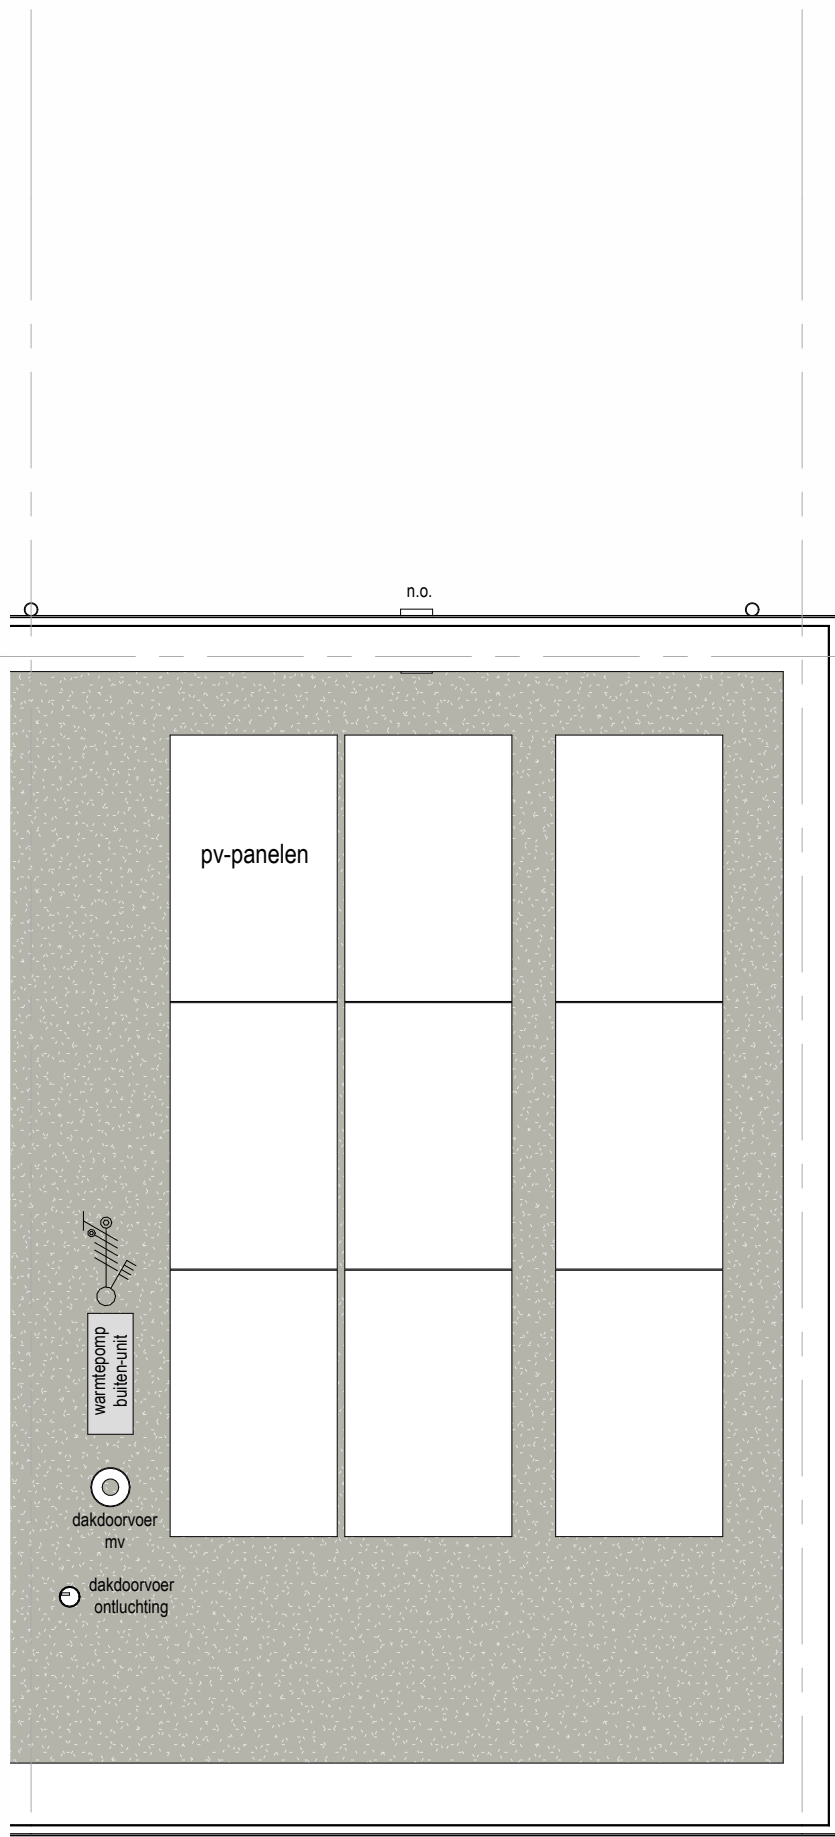 n.o.
pv-panelen
warmtepomp
buiten-unit
dakdoorvoer
mv
dakdoorvoer
ontluchting